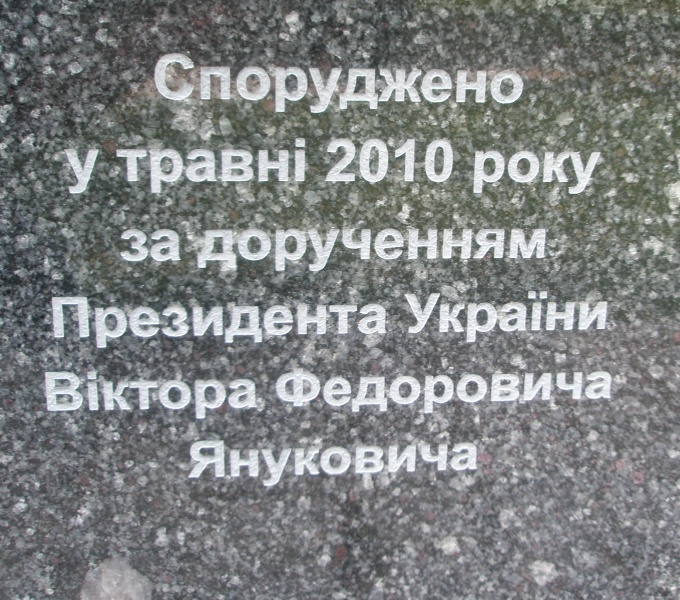 Споруджено
у травні 2010 року
за дорученням
Президента України
Віктора Федоровича
Януковича